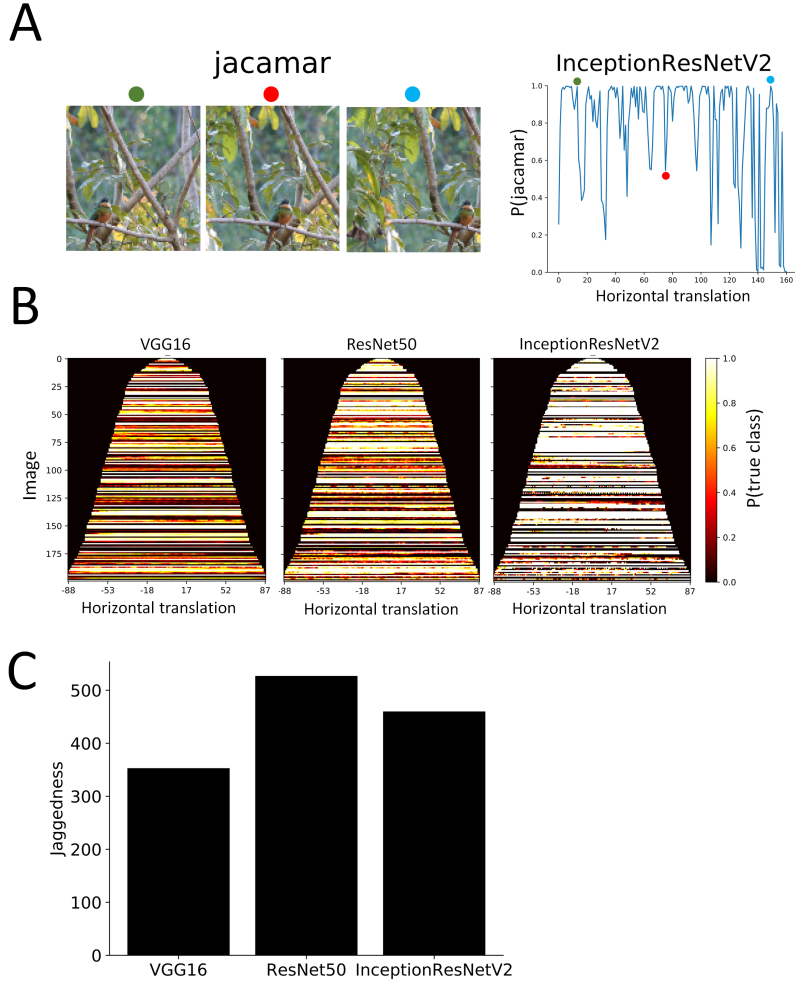 A
jacamar
InceptionResNetV2
P(jacamar)
1.0
0.8
0.6
0.4
0.2
0.0
0 20 40 60 80 100 120 140 160
Horizontal translation
B
VGG16
ResNet50
InceptionResNetV2
Image
0
25
50
75
100
125
150
175
-88 -53 -18 17 52 87
-88 -53 -18 17 52 87
-88 -53 -18 17 52 87
Horizontal translation
Horizontal translation
Horizontal translation
1.0
0.8
0.6
0.4
0.2
0.0
P(true class)
C
Jaggedness
500
400
300
200
100
0
VGG16 ResNet50 InceptionResNetV2